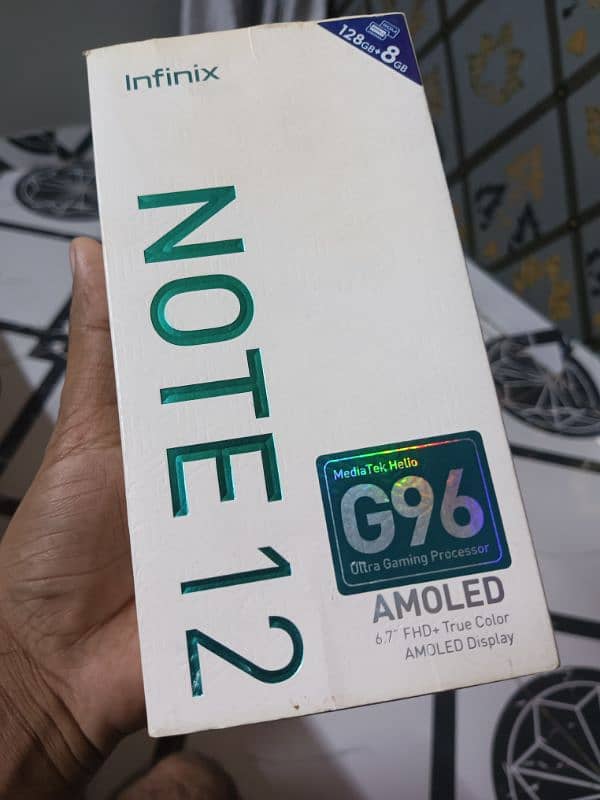 Infinix
128GB+8GB
NOTE 12
MediaTek Helio
G96
Ultra Gaming Processor
AMOLED
6.7" FHD+ True Color
AMOLED Display